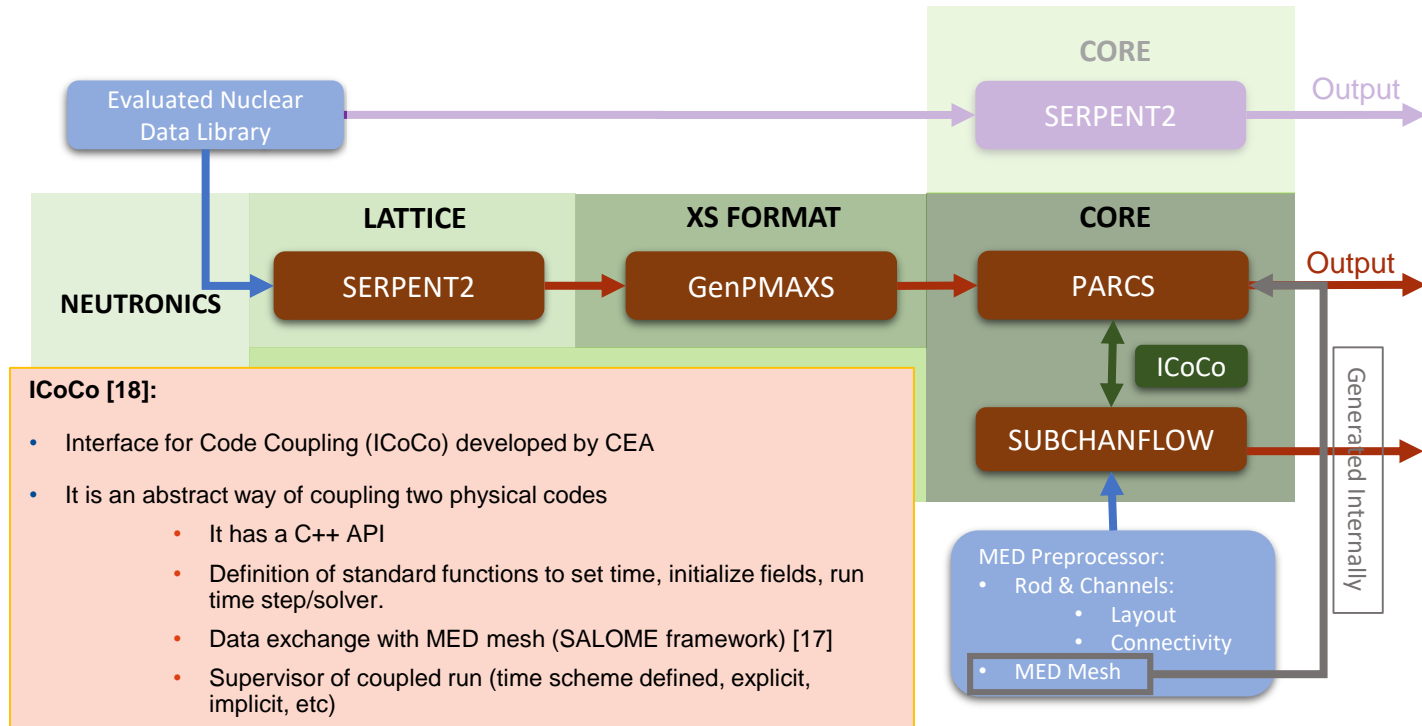 CORE
Evaluated Nuclear
Data Library
SERPENT2
Output
LATTICE
XS FORMAT
CORE
NEUTRONICS
SERPENT2
GenPMAXS
PARCS
Output
ICoCo
SUBCHANFLOW
Generated Internally
ICoCo [18]:
• Interface for Code Coupling (ICoCo) developed by CEA
• It is an abstract way of coupling two physical codes
• It has a C++ API
• Definition of standard functions to set time, initialize fields, run
time step/solver.
• Data exchange with MED mesh (SALOME framework) [17]
• Supervisor of coupled run (time scheme defined, explicit,
implicit, etc)
MED Preprocessor:
• Rod & Channels:
• Layout
• Connectivity
• MED Mesh